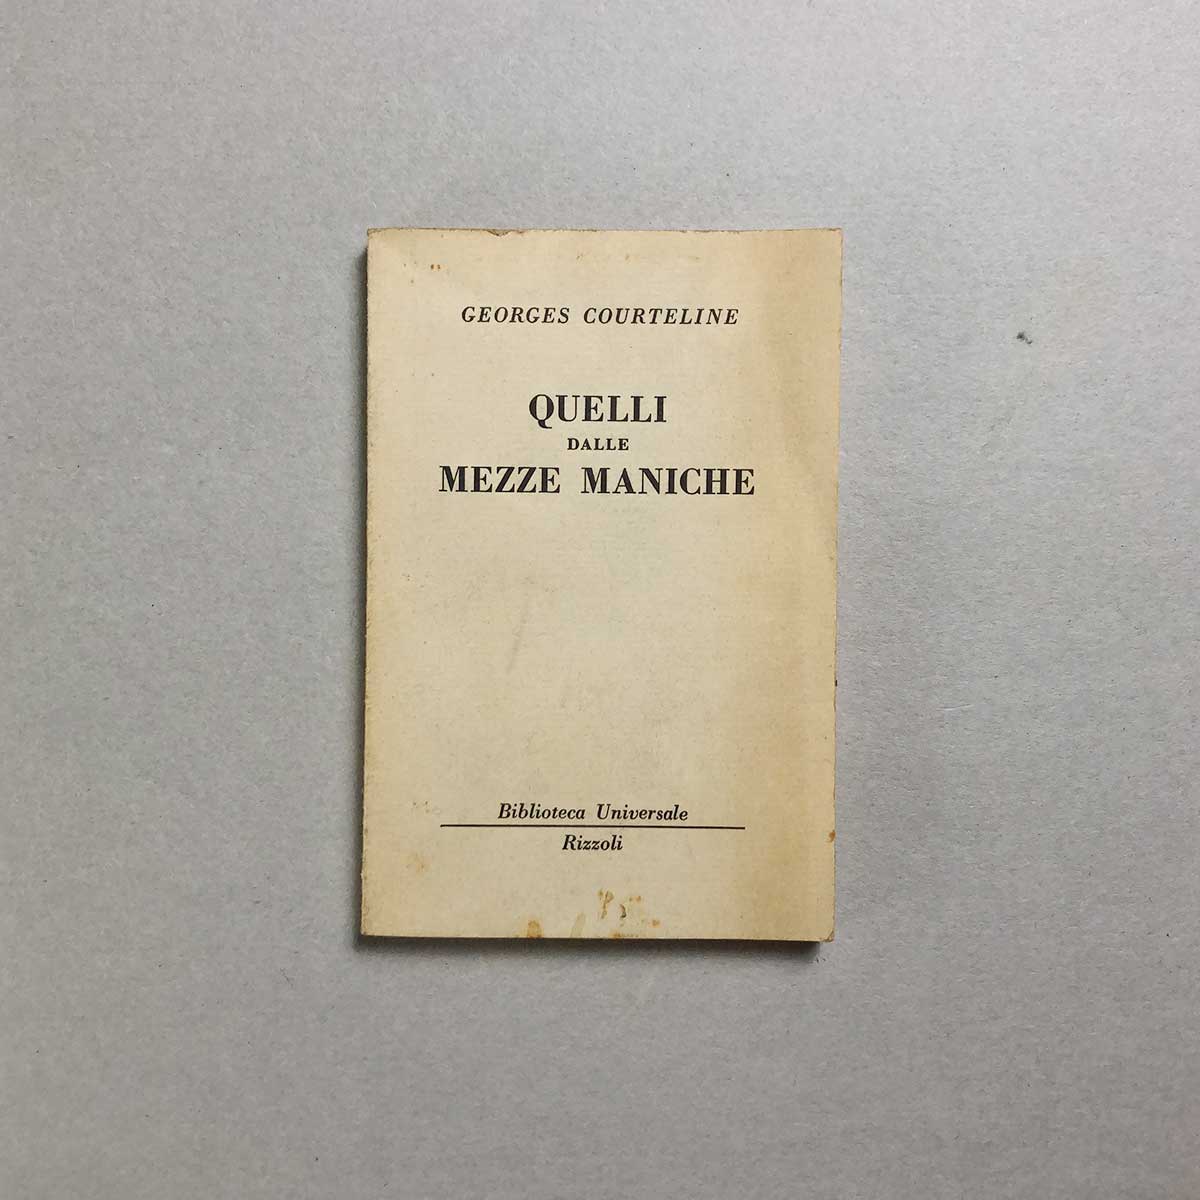 GEORGES COURTELINE
QUELLI
DALLE
MEZZE MANICHE
Biblioteca Universale
Rizzoli